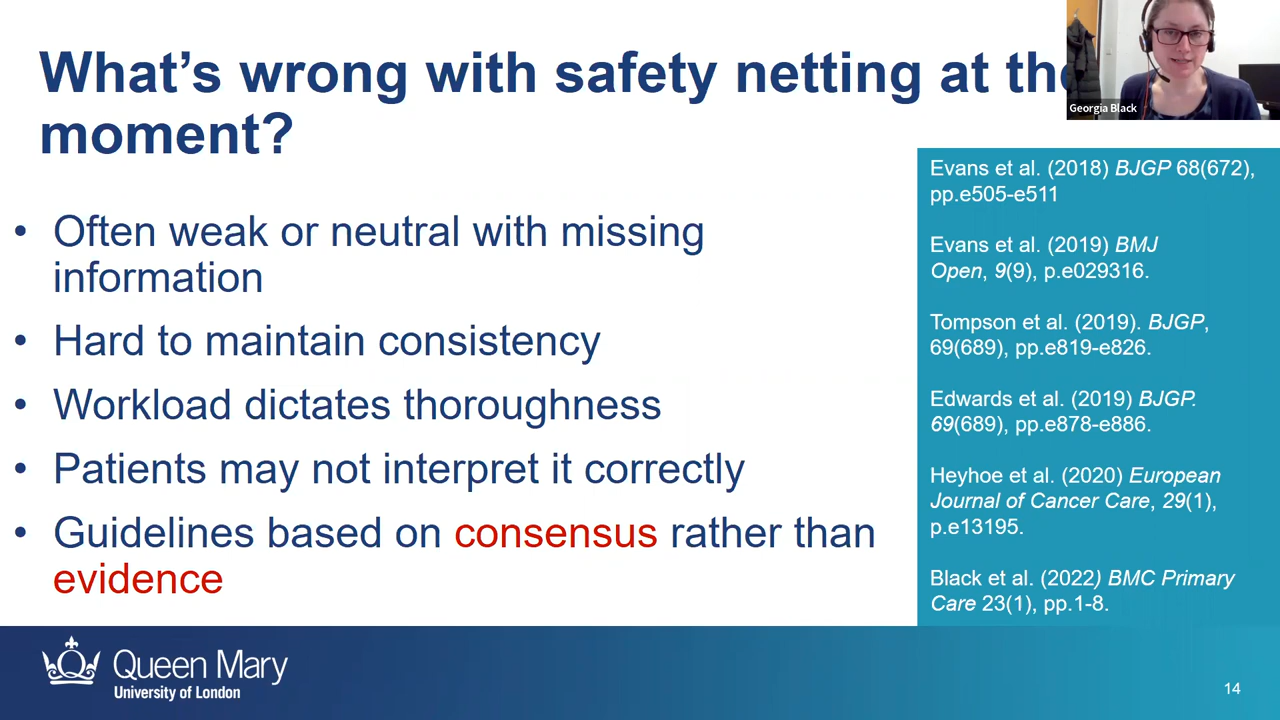 What's wrong with safety netting at the
moment?
Georgia Black
• Often weak or neutral with missing
information
• Hard to maintain consistency
• Workload dictates thoroughness
• Patients may not interpret it correctly
• Guidelines based on consensus rather than
evidence
Evans et al. (2018) BJGP 68(672),
pp.e505-e511
Evans et al. (2019) BMJ
Open, 9(9), p.e029316.
Tompson et al. (2019). BJGP,
69(689), pp.e819-e826.
Edwards et al. (2019) BJGP.
69(689), pp.e878-e886.
Heyhoe et al. (2020) European
Journal of Cancer Care, 29(1),
p.e13195.
Black et al. (2022) BMC Primary
Care 23(1), pp.1-8.
Queen Mary
University of London
14